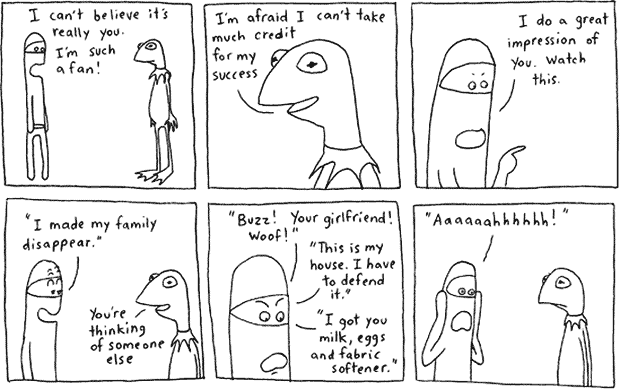 I can't believe it's
really you.
I'm such
a fan!
I'm afraid I can't take
much credit
for my
success
I do a great
impression of
you. Watch
this.
"I made my family
disappear."
You're
thinking
of someone
else
"Buzz! Your girlfriend!
Woof!"
"This is my
house. I have
to defend
it."
"I got you
milk, eggs
and fabric
softener."
"Aaaaaahhhhhh!"